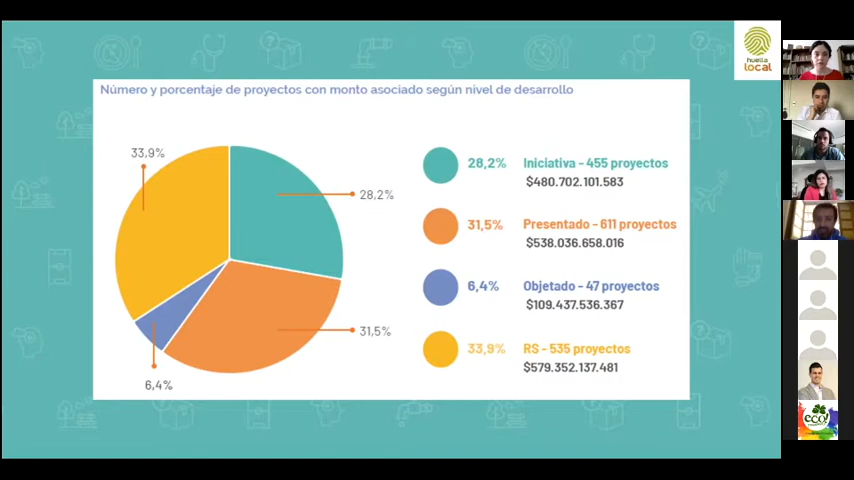 huella
local
Número y porcentaje de proyectos con monto asociado según nivel de desarrollo
33,9%
28,2%
31,5%
6,4%
28,2% Iniciativa - 455 proyectos
$480.702.101.583
31,5% Presentado - 611 proyectos
$538.036.658.016
6,4% Objetado - 47 proyectos
$109.437.536.367
33,9% RS - 535 proyectos
$579.352.137.481
eco!